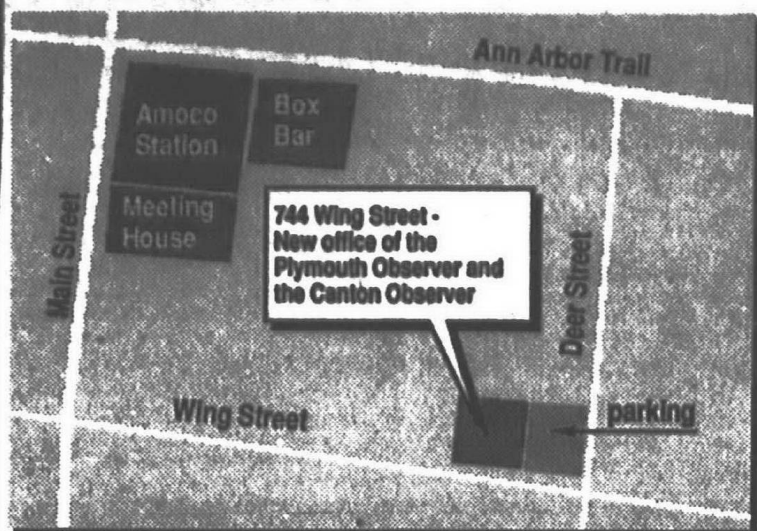 Ann Arbor Trail
Amoco
Station
Box
Bar
Meeting
House
Main Street
744 Wing Street -
New office of the
Plymouth Observer and
the Canton Observer
Deer Street
Wing Street
parking